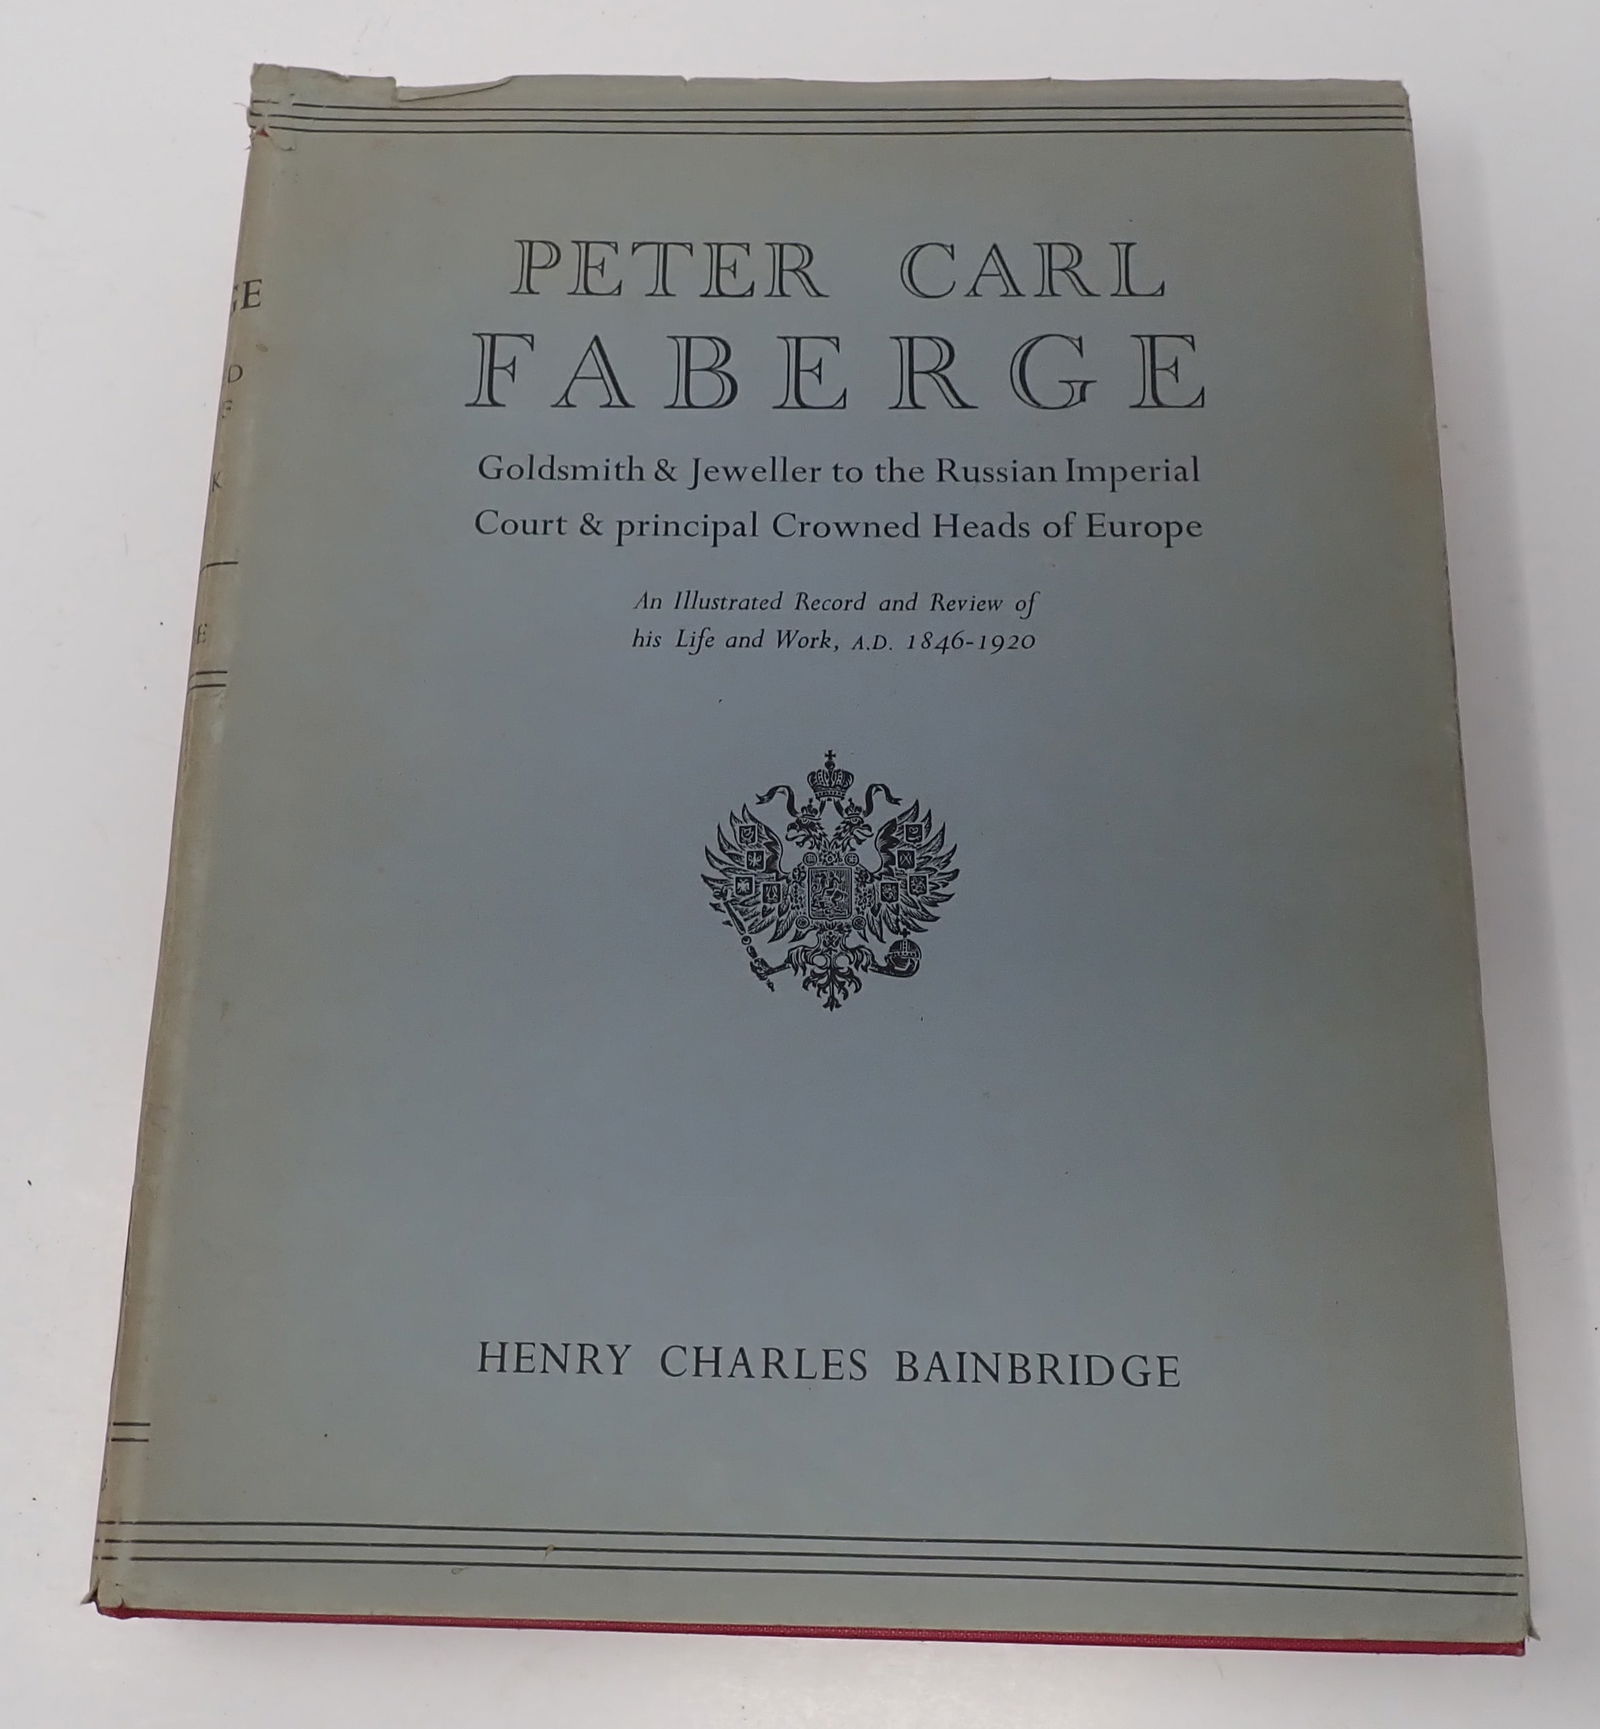 PETER CARL
FABERGE
Goldsmith & Jeweller to the Russian Imperial
Court & principal Crowned Heads of Europe
An Illustrated Record and Review of
his Life and Work, A.D. 1846-1920
HENRY CHARLES BAINBRIDGE
GE
D
F
K
E